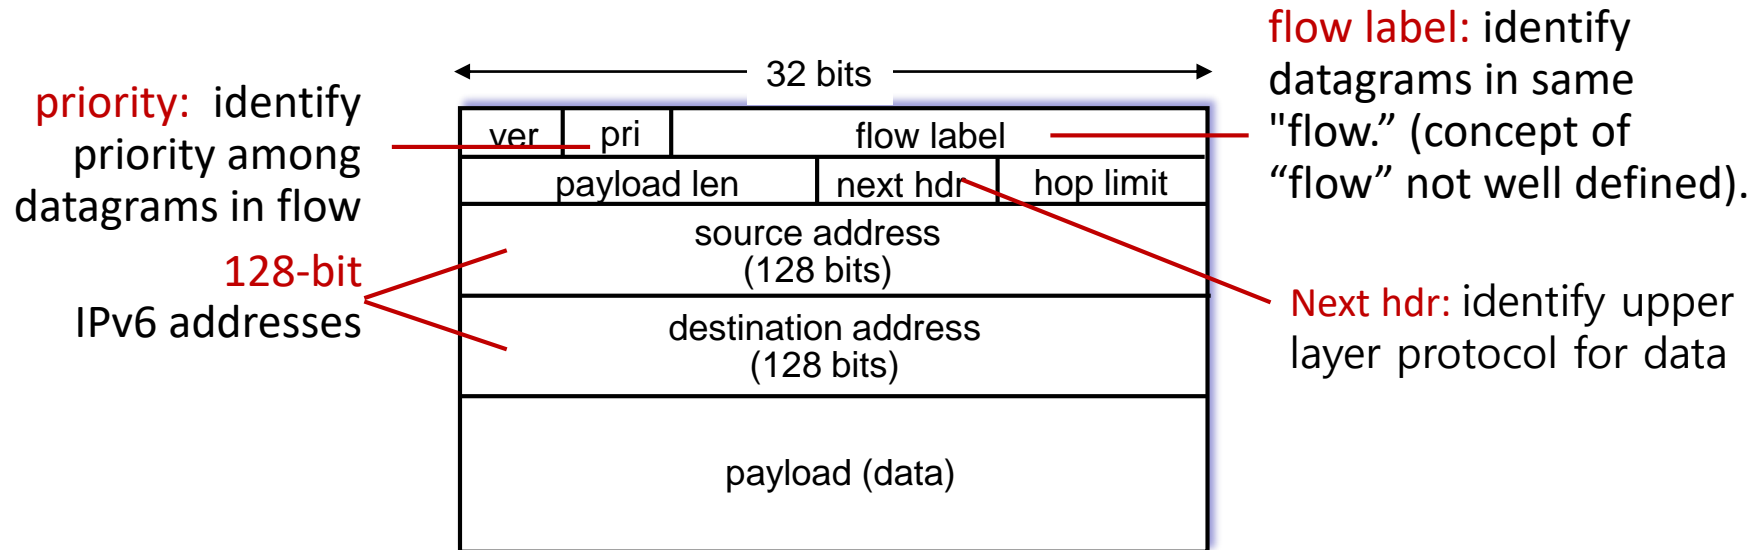 priority: identify
priority among
datagrams in flow
128-bit
IPv6 addresses
32 bits
ver pri flow label
payload len next hdr hop limit
source address
(128 bits)
destination address
(128 bits)
payload (data)
flow label: identify
datagrams in same
"flow.” (concept of
“flow” not well defined).
Next hdr: identify upper
layer protocol for data